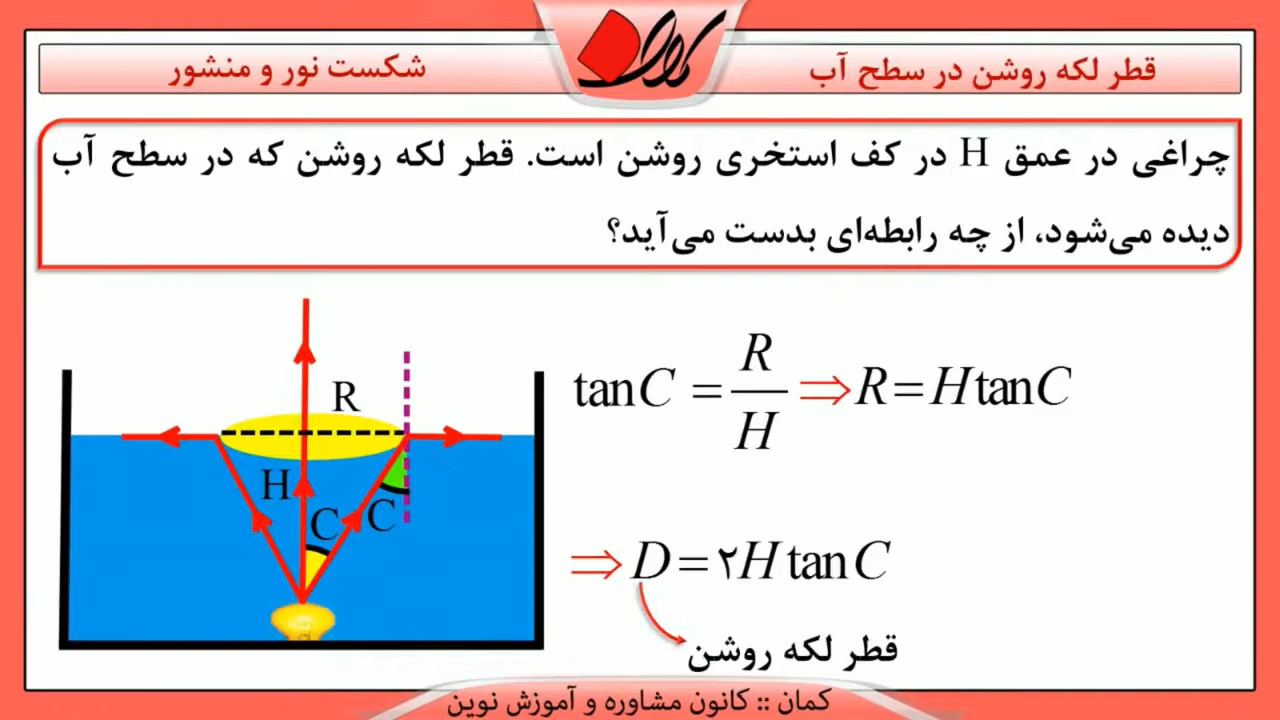 قطر لکه روشن در سطح آب
کمان
شکست نور و منشور
چراغی در عمق H در کف استخری روشن است. قطر لکه روشن که در سطح آب
دیده می‌شود، از چه رابطه‌ای بدست می‌آید؟
R
H
C
C
tanC = R/H ⇒ R = H tanC
⇒ D = ۲H tanC
قطر لکه روشن
کمان :: کانون مشاوره و آموزش نوین